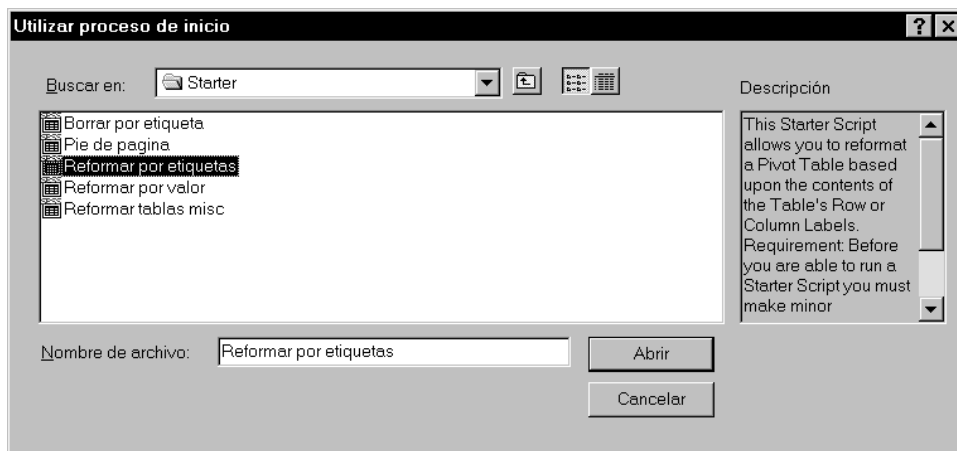 Utilizar proceso de inicio
Buscar en: Starter
Descripción
Borrar por etiqueta
Pie de pagina
Reformar por etiquetas
Reformar por valor
Reformar tablas misc
This Starter Script
allows you to reformat
a Pivot Table based
upon the contents of
the Table's Row or
Column Labels.
Requirement: Before
you are able to run a
Starter Script you must
make minor
Nombre de archivo: Reformar por etiquetas
Abrir
Cancelar